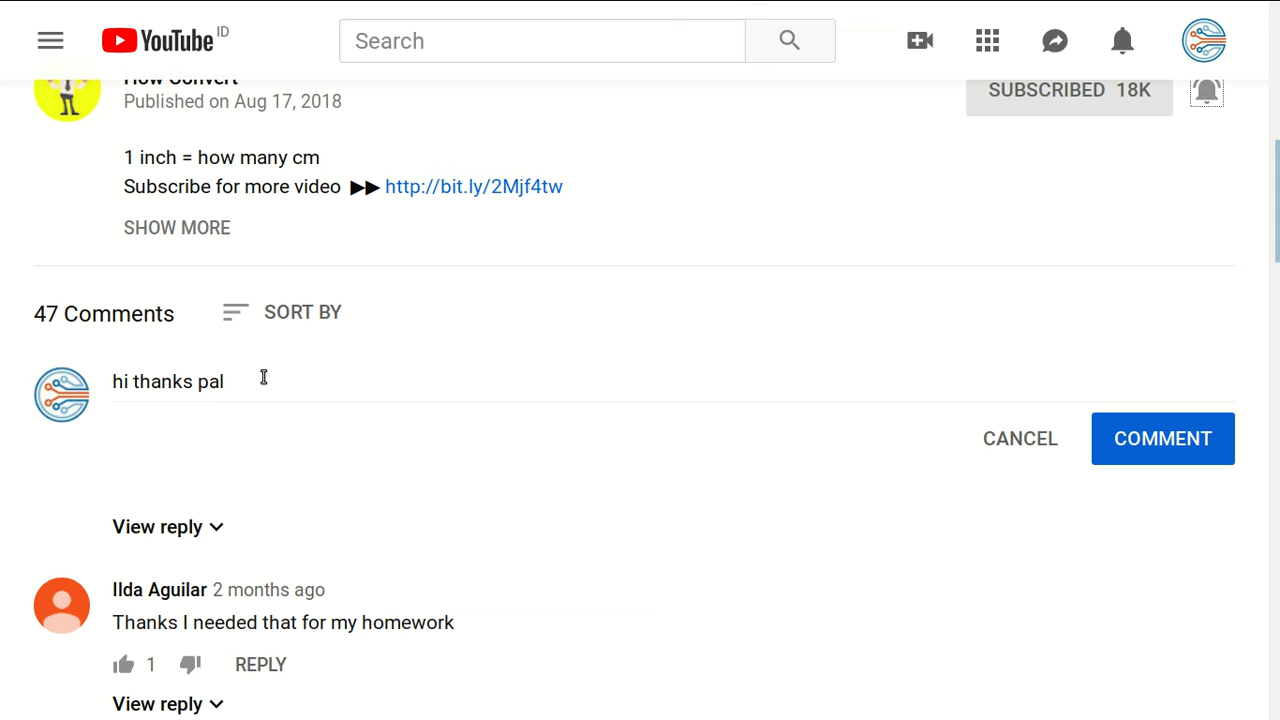 YouTube ID
Search
How Convert
Published on Aug 17, 2018
SUBSCRIBED 18K
1 inch = how many cm
Subscribe for more video ▶▶ http://bit.ly/2Mjf4tw
SHOW MORE
47 Comments
SORT BY
hi thanks pal
CANCEL
COMMENT
View reply
Ilda Aguilar 2 months ago
Thanks I needed that for my homework
1
REPLY
View reply